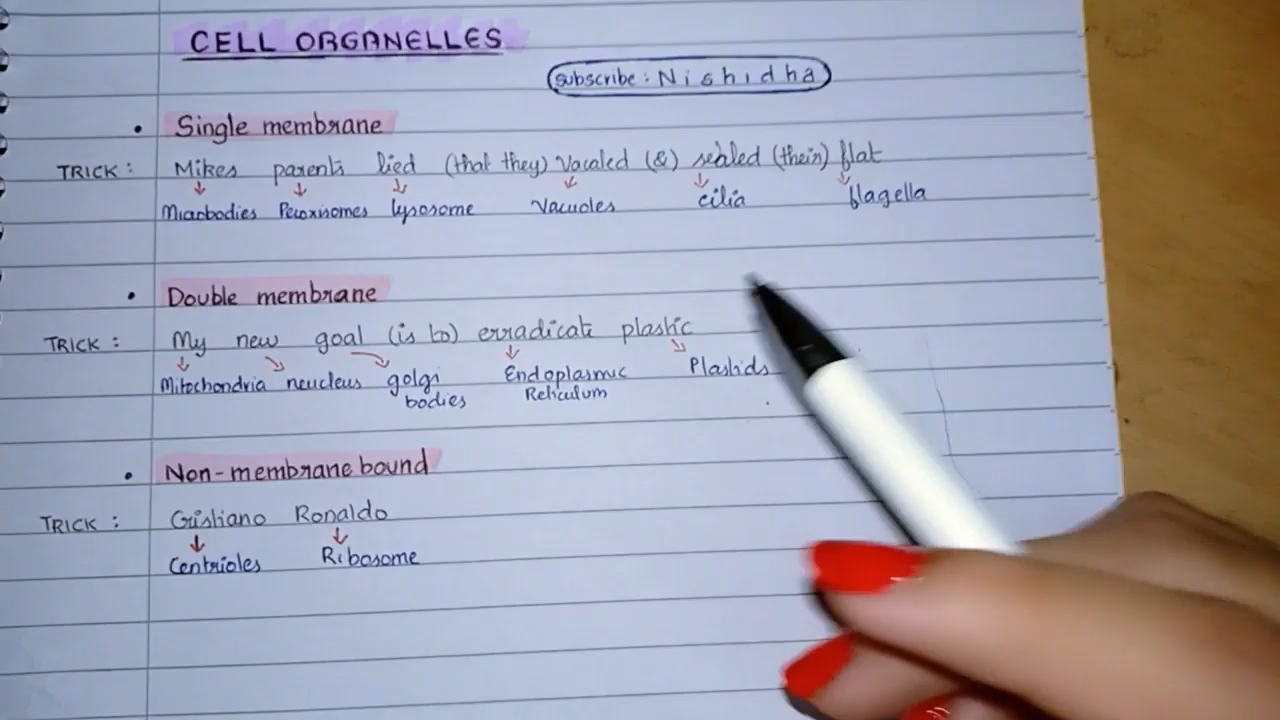 CELL ORGANELLES
subscribe: Nishidha
• Single membrane
TRICK: Mikes parents lied (that they) vacated (&) sealed (their) flat
Microbodies Peroxisomes lysosome Vacuoles cilia flagella
• Double membrane
TRICK: My new goal (is to) erradicate plastic
Mitochondria neucleus golgi bodies Endoplasmic Reticulum Plastids
• Non-membrane bound
TRICK: Cristiano Ronaldo
Centrioles Ribosome